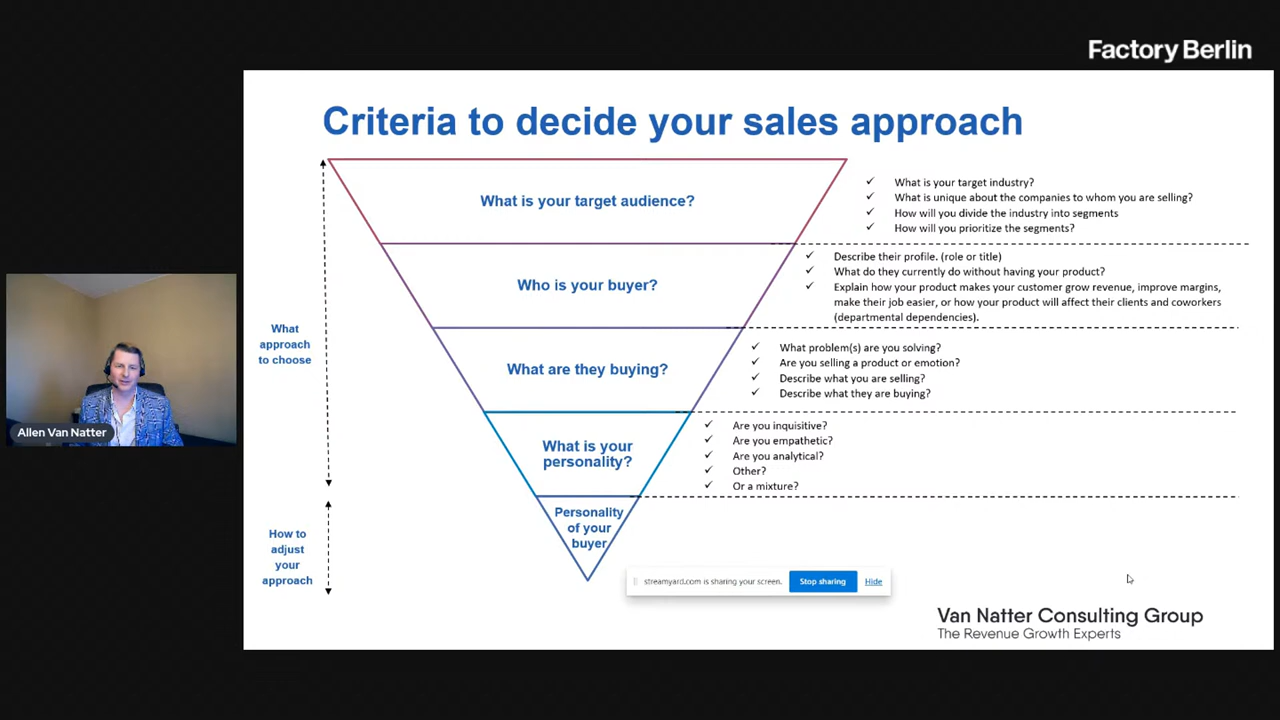 Factory Berlin
Criteria to decide your sales approach
What is your target audience?
What is your target industry?
What is unique about the companies to whom you are selling?
How will you divide the industry into segments
How will you prioritize the segments?
Who is your buyer?
Describe their profile. (role or title)
What do they currently do without having your product?
Explain how your product makes your customer grow revenue, improve margins,
make their job easier, or how your product will affect their clients and coworkers
(departmental dependencies).
What
approach
to choose
What are they buying?
What problem(s) are you solving?
Are you selling a product or emotion?
Describe what you are selling?
Describe what they are buying?
Allen Van Natter
What is your
personality?
Are you inquisitive?
Are you empathetic?
Are you analytical?
Other?
Or a mixture?
How to
adjust
your
approach
Personality
of your
buyer
streamyard.com is sharing your screen.
Stop sharing
Hide
Van Natter Consulting Group
The Revenue Growth Experts